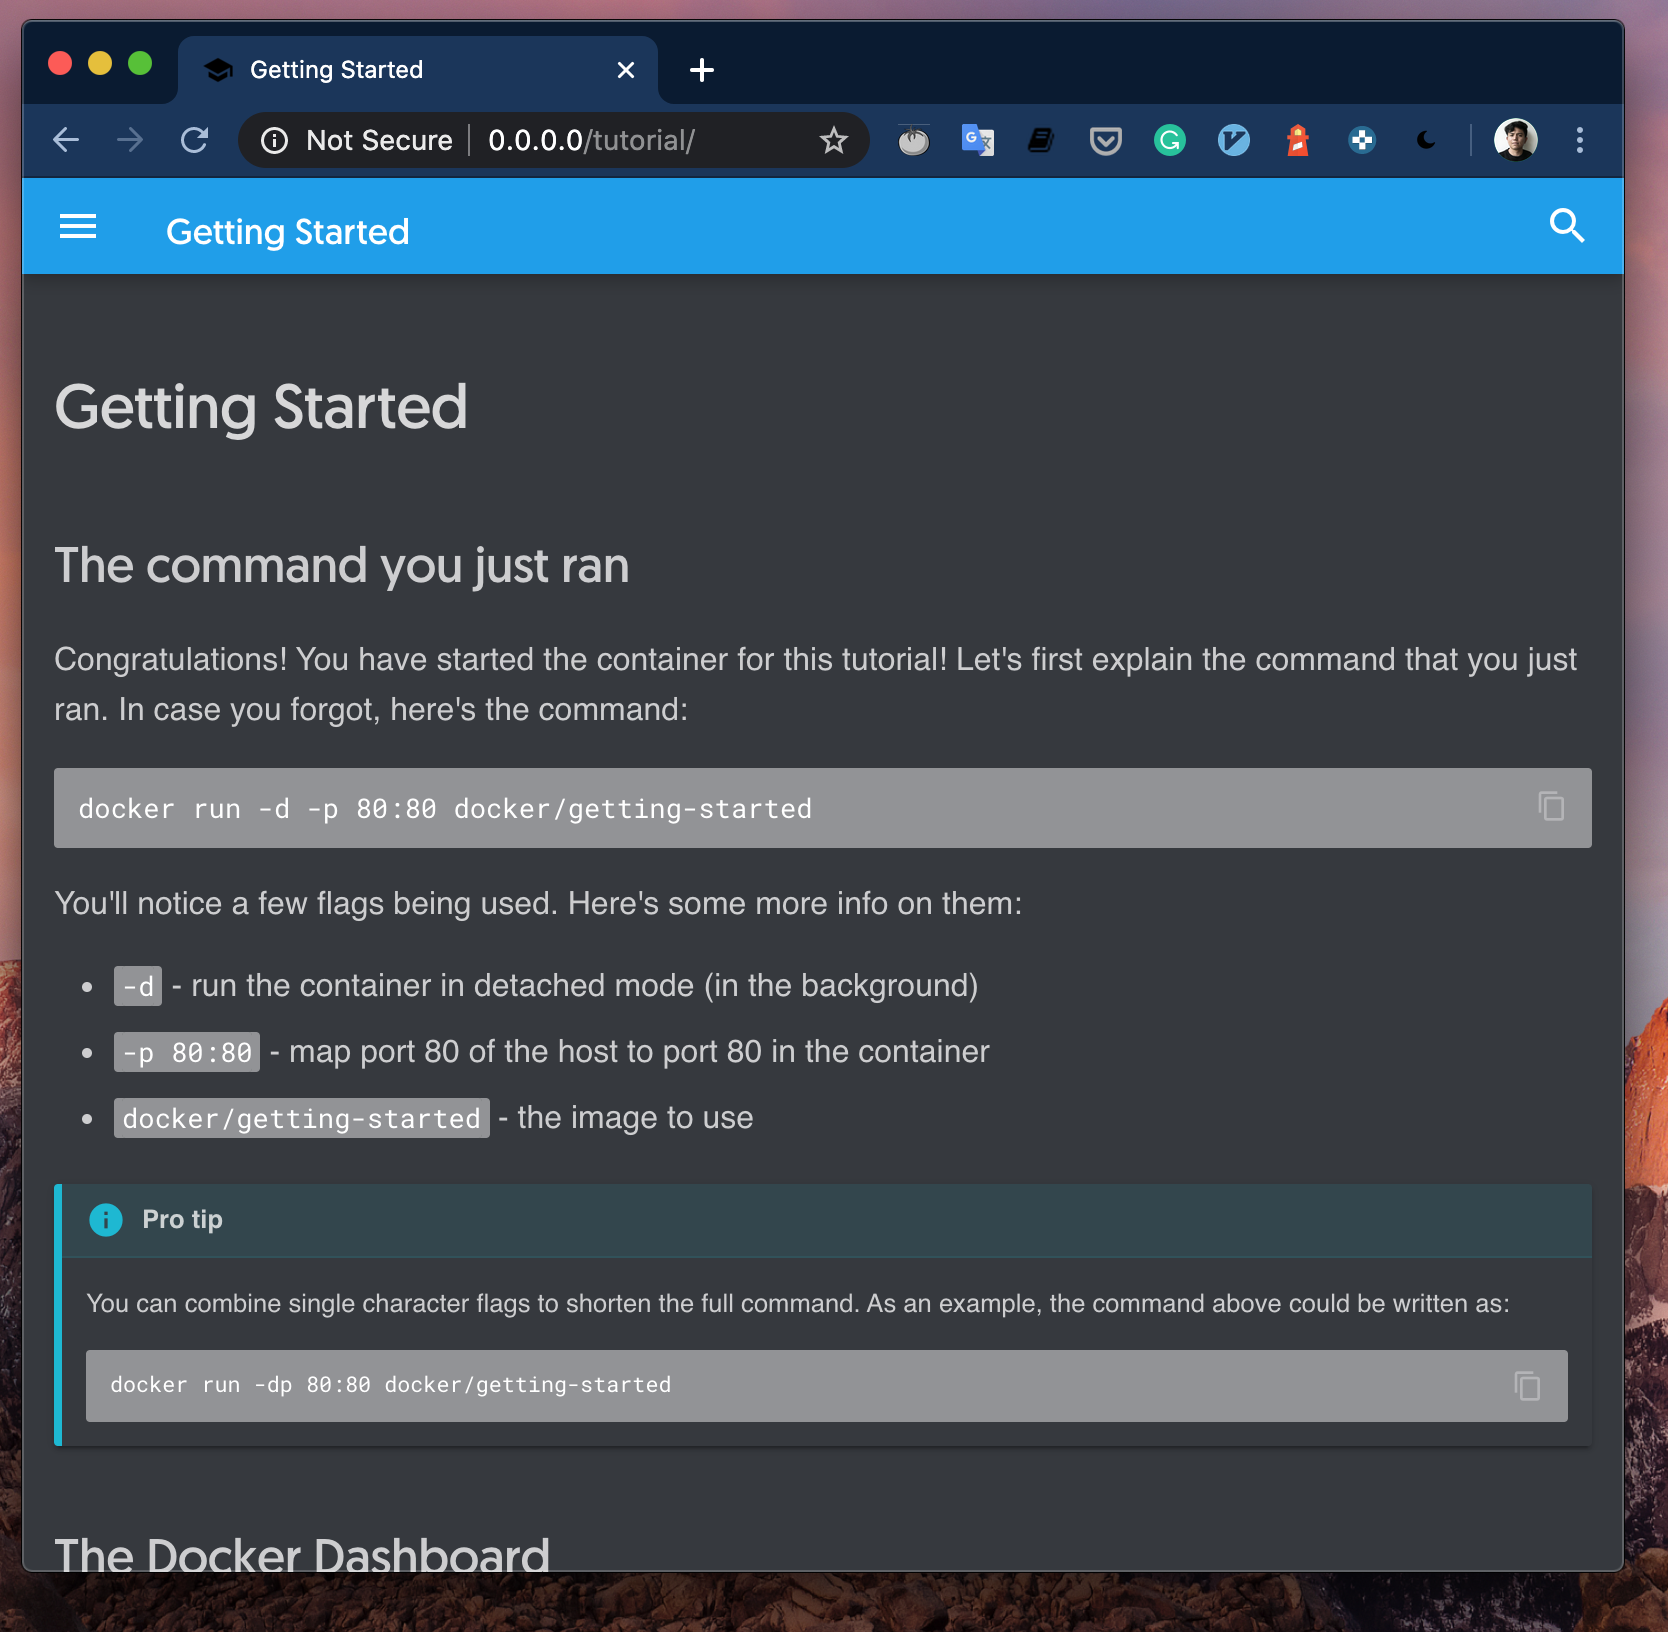 Getting Started
Not Secure
0.0.0.0/tutorial/
Getting Started
Getting Started
The command you just ran
Congratulations! You have started the container for this tutorial! Let's first explain the command that you just
ran. In case you forgot, here's the command:
docker run -d -p 80:80 docker/getting-started
You'll notice a few flags being used. Here's some more info on them:
• -d - run the container in detached mode (in the background)
• -p 80:80 - map port 80 of the host to port 80 in the container
• docker/getting-started - the image to use
Pro tip
You can combine single character flags to shorten the full command. As an example, the command above could be written as:
docker run -dp 80:80 docker/getting-started
The Docker Dashboard